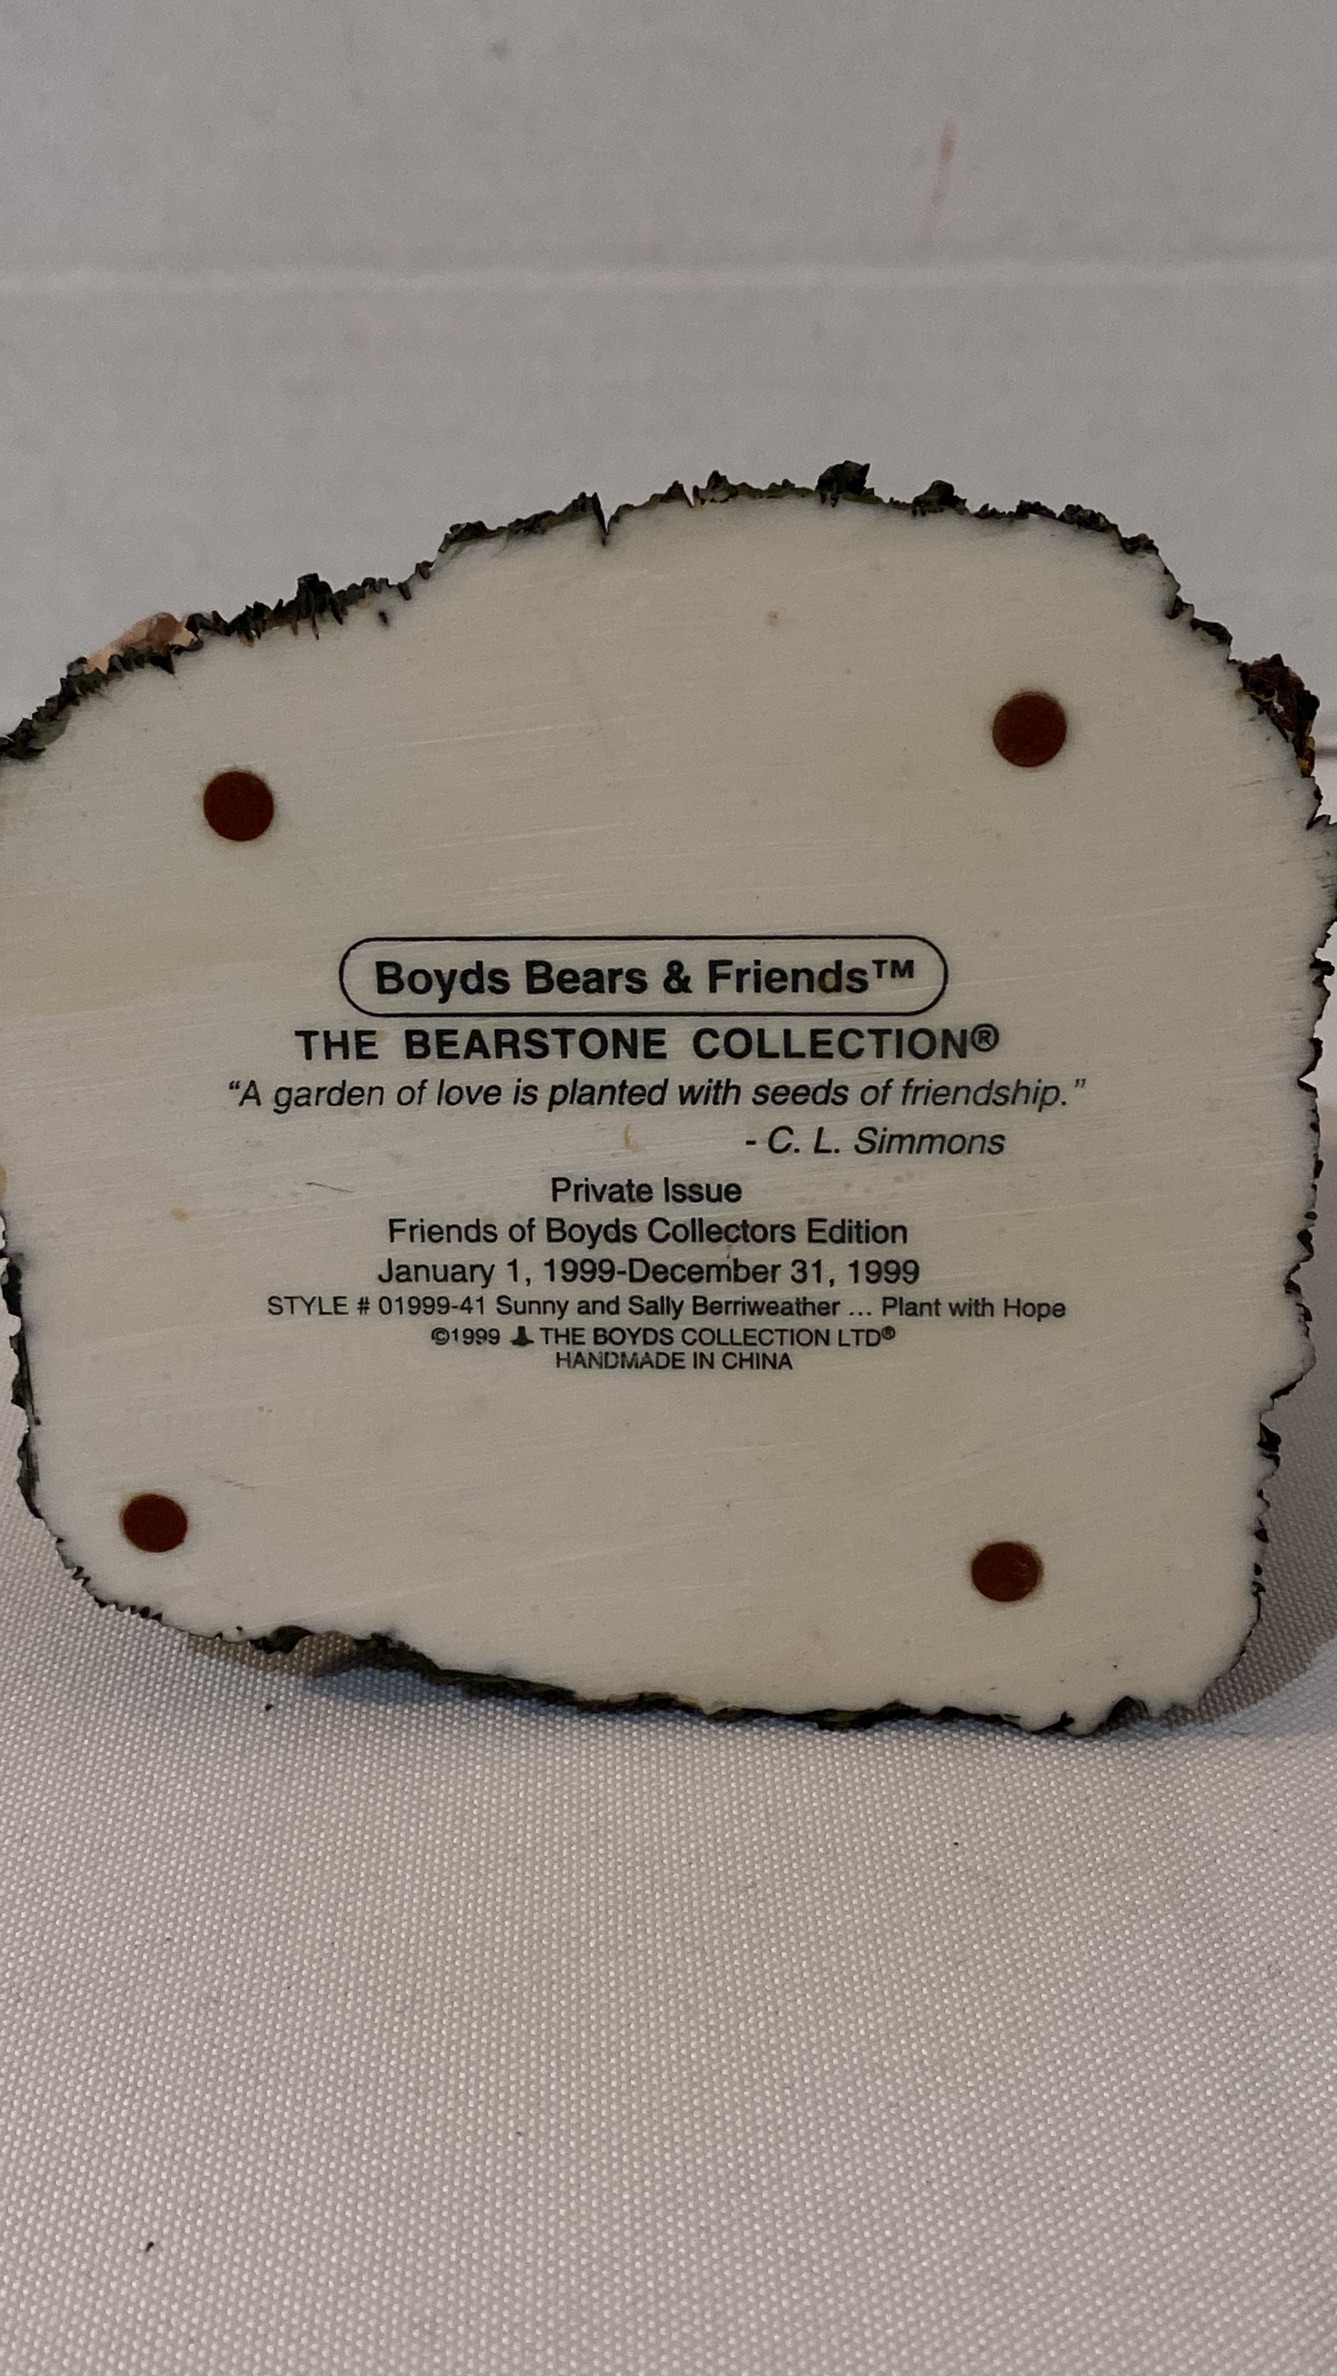 Boyds Bears & Friends™
THE BEARSTONE COLLECTION®
“A garden of love is planted with seeds of friendship.”
- C. L. Simmons
Private Issue
Friends of Boyds Collectors Edition
January 1, 1999-December 31, 1999
STYLE # 01999-41 Sunny and Sally Berriweather ... Plant with Hope
©1999 THE BOYDS COLLECTION LTD®
HANDMADE IN CHINA